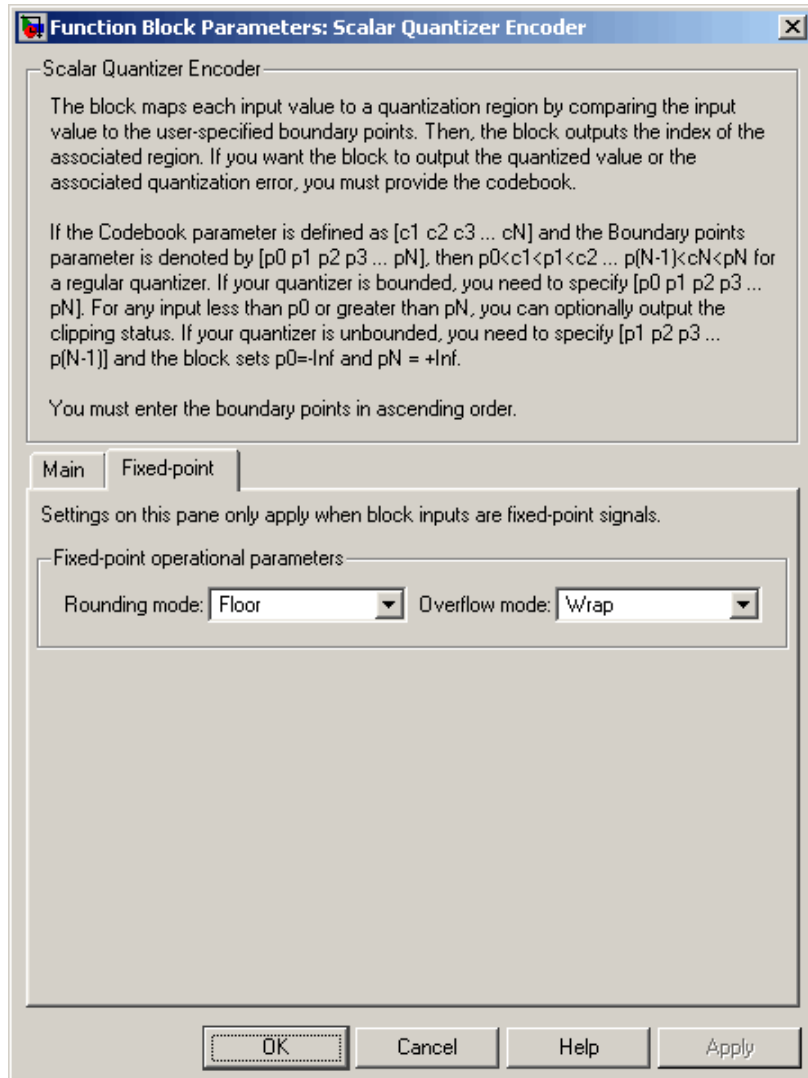 Function Block Parameters: Scalar Quantizer Encoder
Scalar Quantizer Encoder
The block maps each input value to a quantization region by comparing the input
value to the user-specified boundary points. Then, the block outputs the index of the
associated region. If you want the block to output the quantized value or the
associated quantization error, you must provide the codebook.
If the Codebook parameter is defined as [c1 c2 c3 ... cN] and the Boundary points
parameter is denoted by [p0 p1 p2 p3 ... pN], then p0<c1<p1<c2 ... p(N-1)<cN<pN for
a regular quantizer. If your quantizer is bounded, you need to specify [p0 p1 p2 p3 ...
pN]. For any input less than p0 or greater than pN, you can optionally output the
clipping status. If your quantizer is unbounded, you need to specify [p1 p2 p3 ...
p(N-1)] and the block sets p0=-Inf and pN = +Inf.
You must enter the boundary points in ascending order.
Main Fixed-point
Settings on this pane only apply when block inputs are fixed-point signals.
Fixed-point operational parameters
Rounding mode: Floor Overflow mode: Wrap
OK Cancel Help Apply